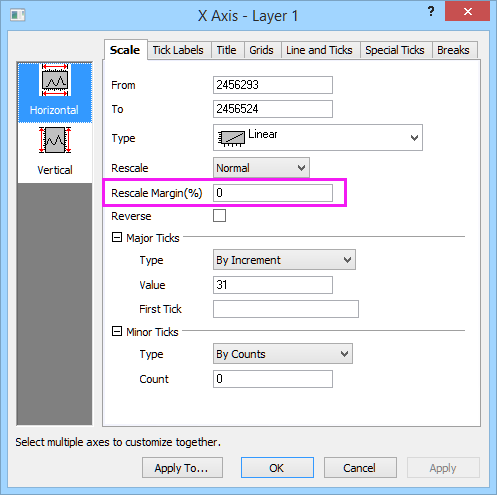 X Axis - Layer 1
?
Scale Tick Labels Title Grids Line and Ticks Special Ticks Breaks
Horizontal
Vertical
From 2456293
To 2456524
Type Linear
Rescale Normal
Rescale Margin(%) 0
Reverse
Major Ticks
Type By Increment
Value 31
First Tick
Minor Ticks
Type By Counts
Count 0
Select multiple axes to customize together.
Apply To... OK Cancel Apply